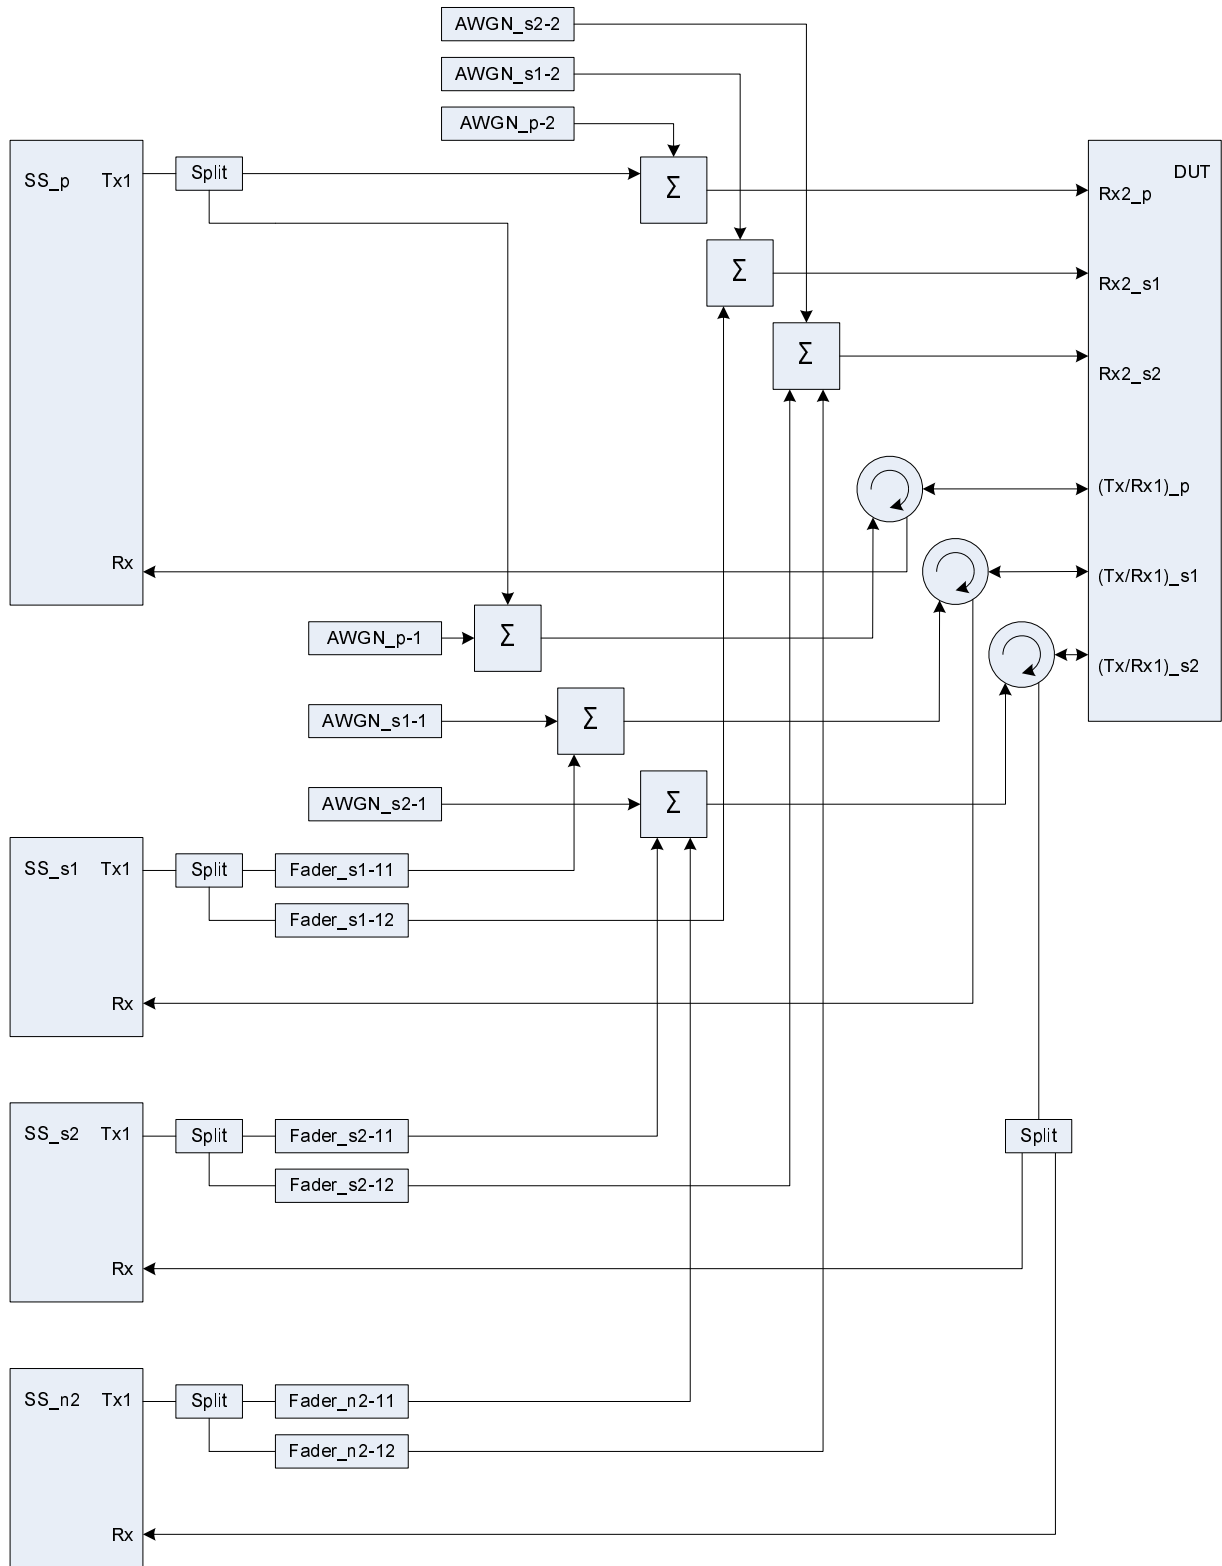 AWGN_s2-2
AWGN_s1-2
AWGN_p-2
SS_p Tx1
Split
Σ
DUT
Rx2_p
Σ
Rx2_s1
Σ
Rx2_s2
(Tx/Rx1)_p
Rx
(Tx/Rx1)_s1
AWGN_p-1
Σ
(Tx/Rx1)_s2
AWGN_s1-1
Σ
AWGN_s2-1
Σ
SS_s1 Tx1
Split
Fader_s1-11
Fader_s1-12
Rx
SS_s2 Tx1
Split
Fader_s2-11
Split
Fader_s2-12
Rx
SS_n2 Tx1
Split
Fader_n2-11
Fader_n2-12
Rx